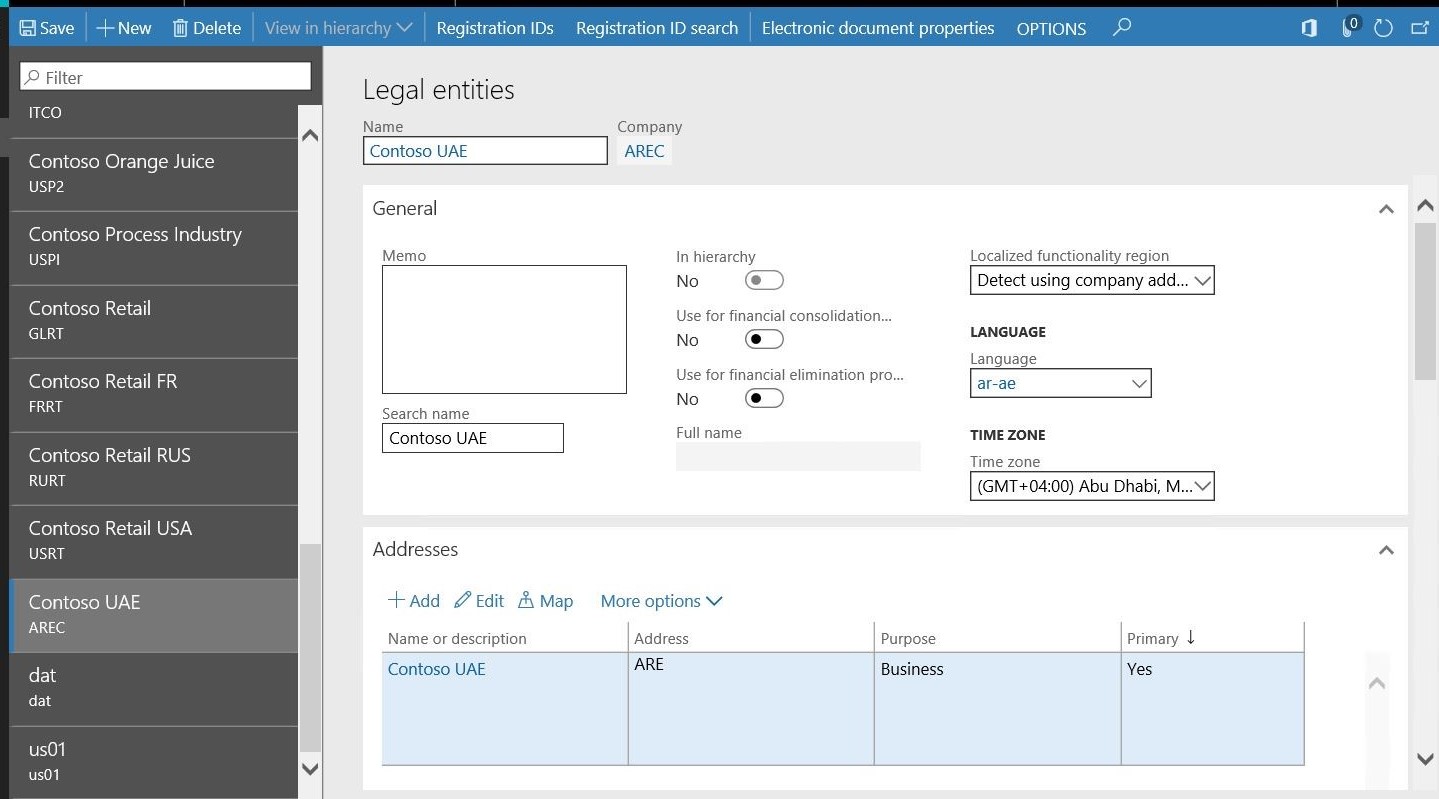 Save New Delete View in hierarchy Registration IDs Registration ID search Electronic document properties OPTIONS 0
Filter
ITCO
Contoso Orange Juice
USP2
Contoso Process Industry
USPI
Contoso Retail
GLRT
Contoso Retail FR
FRRT
Contoso Retail RUS
RURT
Contoso Retail USA
USRT
Contoso UAE
AREC
dat
dat
us01
us01
Legal entities
Name Company
Contoso UAE AREC
General
Memo
Search name
Contoso UAE
In hierarchy
No
Use for financial consolidation...
No
Use for financial elimination pro...
No
Full name
Localized functionality region
Detect using company add...
LANGUAGE
Language
ar-ae
TIME ZONE
Time zone
(GMT+04:00) Abu Dhabi, M...
Addresses
Add Edit Map More options
Name or description Address Purpose Primary
Contoso UAE ARE Business Yes